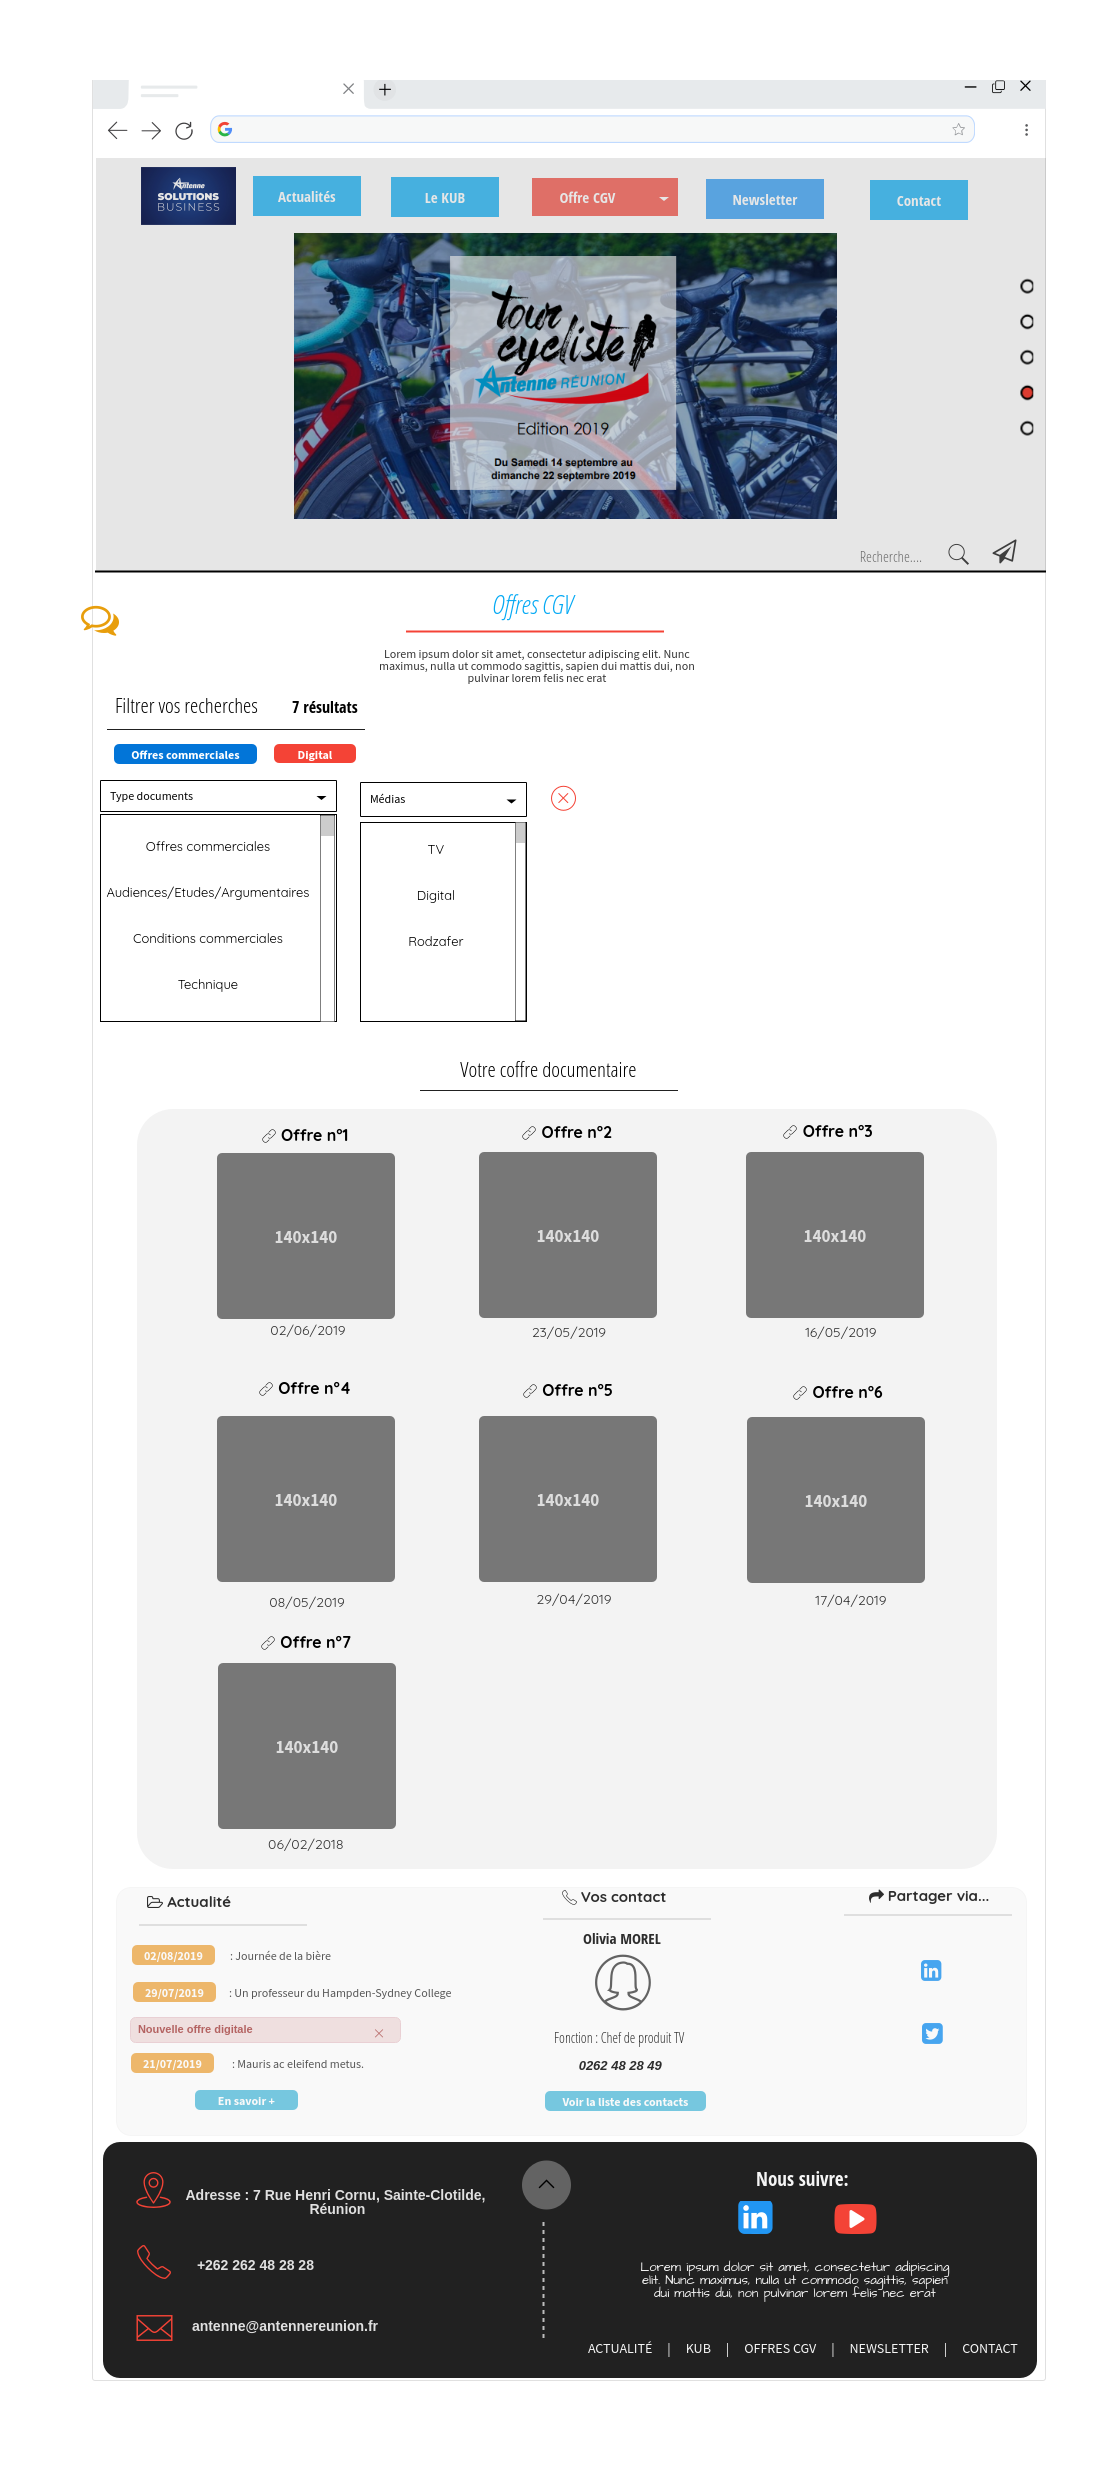 Antenne
SOLUTIONS
BUSINESS
Actualités
Le KUB
Offre CGV
Newsletter
Contact
tour
cycliste
Antenne RÉUNION
Edition 2019
Du Samedi 14 septembre au
dimanche 22 septembre 2019
Recherche....
Offres CGV
Lorem ipsum dolor sit amet, consectetur adipiscing elit. Nunc
maximus, nulla ut commodo sagittis, sapien dui mattis dui, non
pulvinar lorem felis nec erat
Filtrer vos recherches
7 résultats
Offres commerciales
Digital
Type documents
Médias
Offres commerciales
Audiences/Etudes/Argumentaires
Conditions commerciales
Technique
TV
Digital
Rodzafer
Votre coffre documentaire
Offre n°1
Offre n°2
Offre n°3
140x140
140x140
140x140
02/06/2019
23/05/2019
16/05/2019
Offre n°4
Offre n°5
Offre n°6
140x140
140x140
140x140
08/05/2019
29/04/2019
17/04/2019
Offre n°7
140x140
06/02/2018
Actualité
02/08/2019 : Journée de la bière
29/07/2019 : Un professeur du Hampden-Sydney College
Nouvelle offre digitale
21/07/2019 : Mauris ac eleifend metus.
En savoir +
Vos contact
Olivia MOREL
Fonction : Chef de produit TV
0262 48 28 49
Voir la liste des contacts
Partager via...
Adresse : 7 Rue Henri Cornu, Sainte-Clotilde,
Réunion
+262 262 48 28 28
antenne@antennereunion.fr
Nous suivre:
Lorem ipsum dolor sit amet, consectetur adipiscing
elit. Nunc maximus, nulla ut commodo sagittis, sapien
dui mattis dui, non pulvinar lorem felis nec erat
ACTUALITÉ | KUB | OFFRES CGV | NEWSLETTER | CONTACT